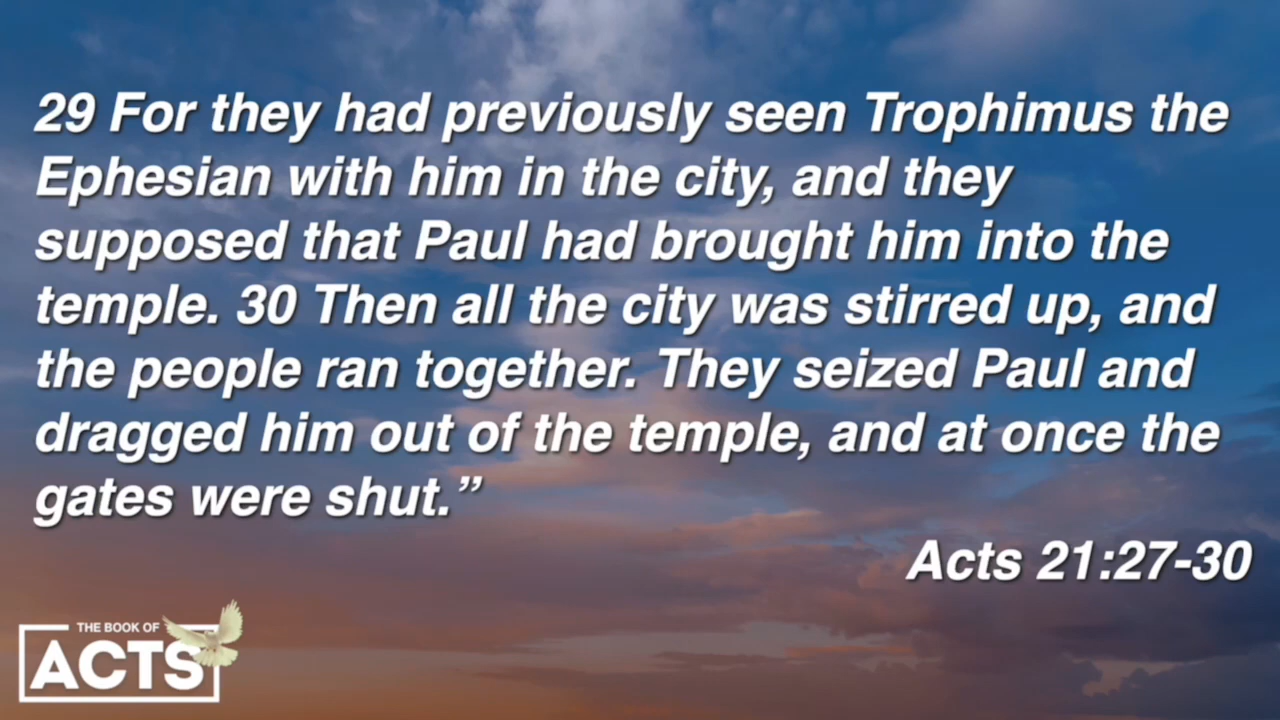 29 For they had previously seen Trophimus the
Ephesian with him in the city, and they
supposed that Paul had brought him into the
temple. 30 Then all the city was stirred up, and
the people ran together. They seized Paul and
dragged him out of the temple, and at once the
gates were shut.”
Acts 21:27-30
THE BOOK OF
ACTS